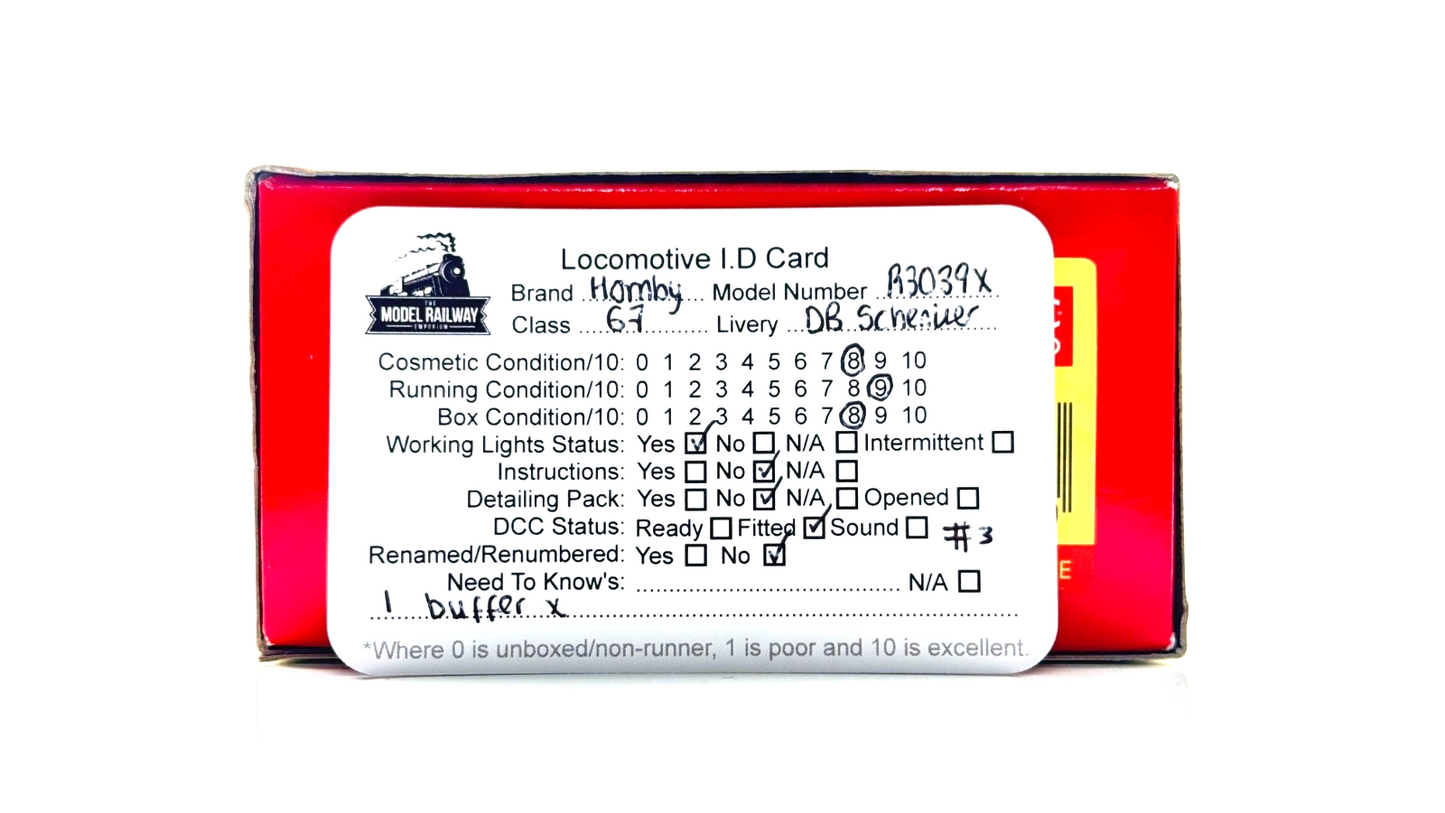 Locomotive I.D Card
THE
MODEL RAILWAY
EMPORIUM
Brand ....Hornby.... Model Number ..R3039X..
Class ....67.... Livery ...DB Schenker...
Cosmetic Condition/10: 0 1 2 3 4 5 6 7 8 9 10
Running Condition/10: 0 1 2 3 4 5 6 7 8 9 10
Box Condition/10: 0 1 2 3 4 5 6 7 8 9 10
Working Lights Status: Yes ☑ No ☐ N/A ☐ Intermittent ☐
Instructions: Yes ☐ No ☑ N/A ☐
Detailing Pack: Yes ☐ No ☑ N/A ☐ Opened ☐
DCC Status: Ready ☐ Fitted ☑ Sound ☐ #3
Renamed/Renumbered: Yes ☐ No ☑
Need To Know's: .................................... N/A ☐
1 buffer x
*Where 0 is unboxed/non-runner, 1 is poor and 10 is excellent.
E